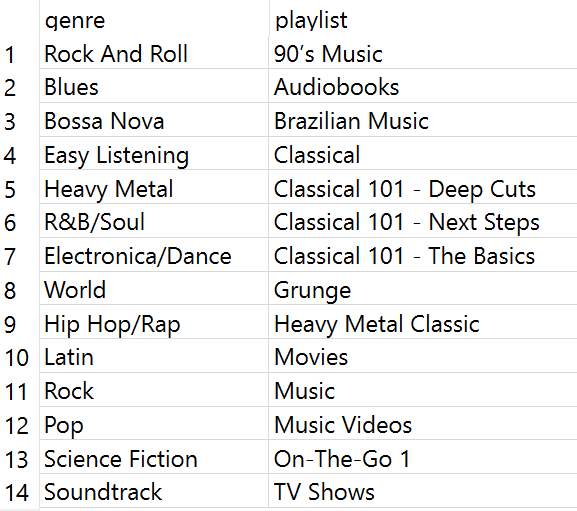 genre playlist
1 Rock And Roll 90’s Music
2 Blues Audiobooks
3 Bossa Nova Brazilian Music
4 Easy Listening Classical
5 Heavy Metal Classical 101 - Deep Cuts
6 R&B/Soul Classical 101 - Next Steps
7 Electronica/Dance Classical 101 - The Basics
8 World Grunge
9 Hip Hop/Rap Heavy Metal Classic
10 Latin Movies
11 Rock Music
12 Pop Music Videos
13 Science Fiction On-The-Go 1
14 Soundtrack TV Shows